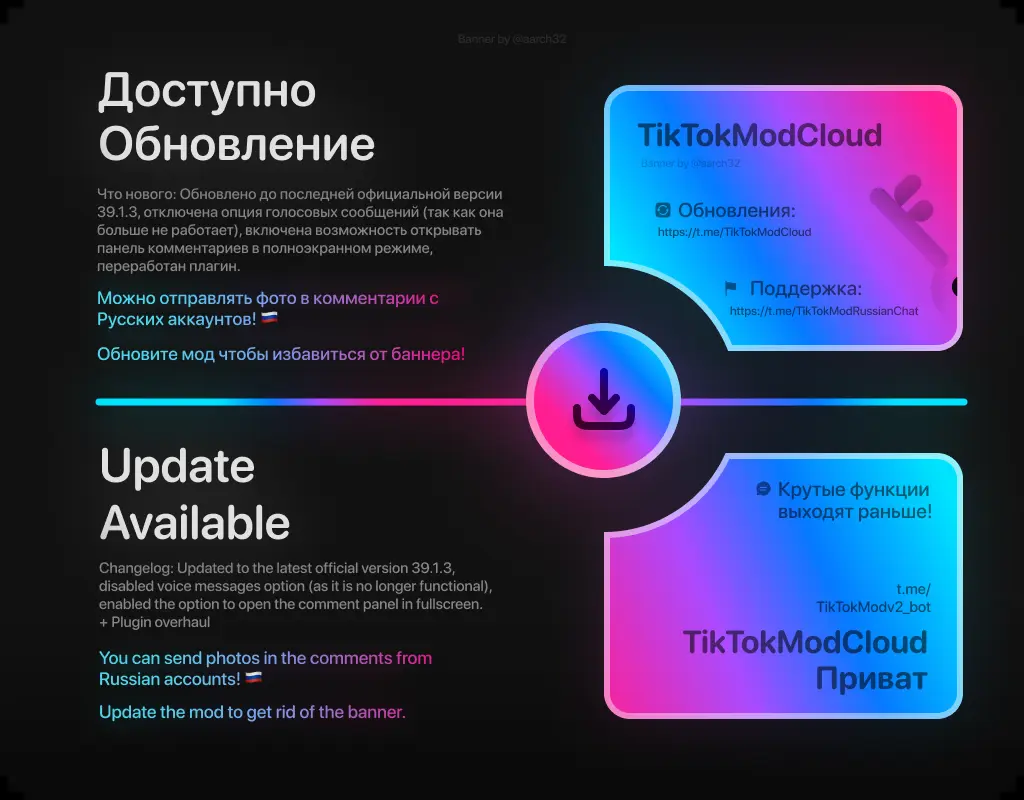 Banner by @sarch32
Доступно
Обновление
Что нового: Обновлено до последней официальной версии
39.1.3, отключена опция голосовых сообщений (так как она
больше не работает), включена возможность открывать
панель комментариев в полноэкранном режиме,
переработан плагин.
Можно отправлять фото в комментарии с
Русских аккаунтов! 🇷🇺
Обновите мод чтобы избавиться от баннера!
TikTokModCloud
Banner by @sarch32
Обновления:
https://t.me/TikTokModCloud
Поддержка:
https://t.me/TikTokModRussianChat
Update
Available
Changelog: Updated to the latest official version 39.1.3,
disabled voice messages option (as it is no longer functional),
enabled the option to open the comment panel in fullscreen.
+ Plugin overhaul
You can send photos in the comments from
Russian accounts! 🇷🇺
Update the mod to get rid of the banner.
Крутые функции
выходят раньше!
t.me/
TikTokModv2_bot
TikTokModCloud
Приват